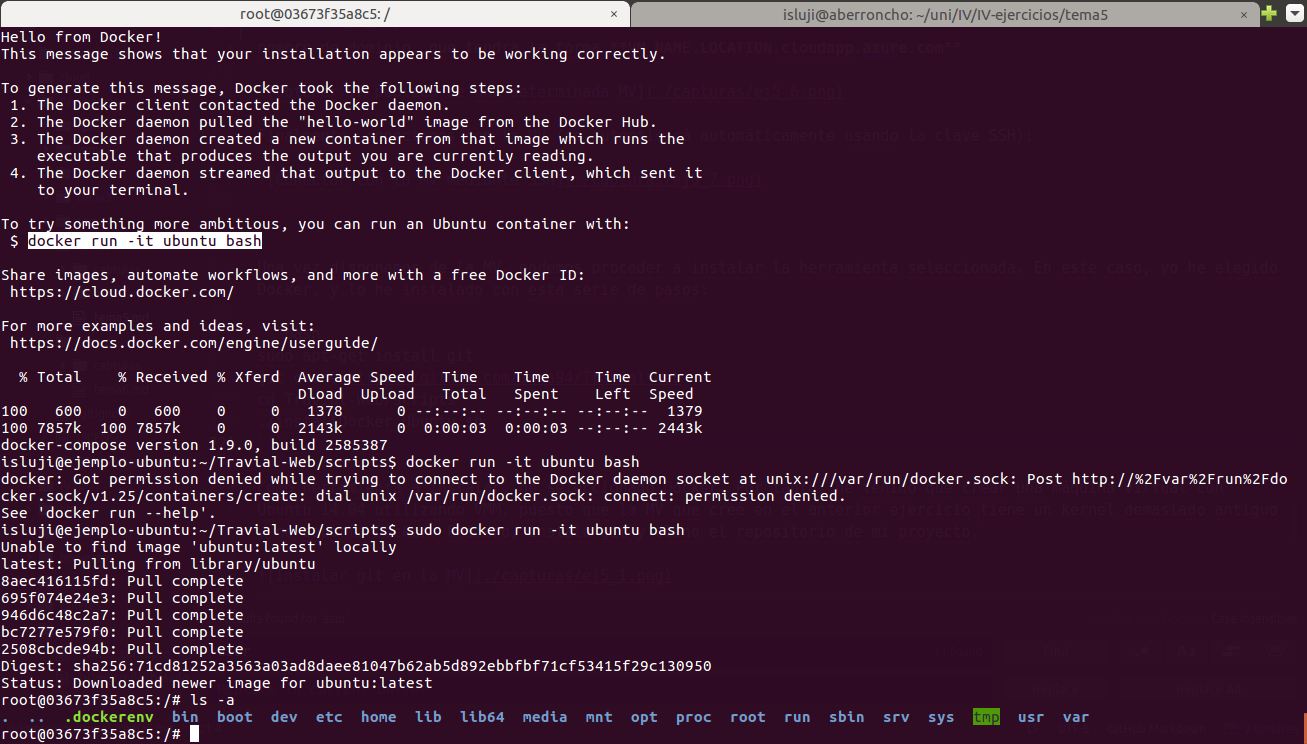 root@03673f35a8c5: /
×
isluji@aberroncho: ~/uni/IV/IV-ejercicios/tema5
×
Hello from Docker!
This message shows that your installation appears to be working correctly.
To generate this message, Docker took the following steps:
1. The Docker client contacted the Docker daemon.
2. The Docker daemon pulled the "hello-world" image from the Docker Hub.
3. The Docker daemon created a new container from that image which runs the
executable that produces the output you are currently reading.
4. The Docker daemon streamed that output to the Docker client, which sent it
to your terminal.
To try something more ambitious, you can run an Ubuntu container with:
$ docker run -it ubuntu bash
Share images, automate workflows, and more with a free Docker ID:
https://cloud.docker.com/
For more examples and ideas, visit:
https://docs.docker.com/engine/userguide/
% Total % Received % Xferd Average Speed Time Time Time Current
Dload Upload Total Spent Left Speed
100 600 0 600 0 0 1378 0 --:--:-- --:--:-- --:--:-- 1379
100 7857k 100 7857k 0 0 2143k 0 0:00:03 0:00:03 --:--:-- 2443k
docker-compose version 1.9.0, build 2585387
isluji@ejemplo-ubuntu:~/Travial-Web/scripts$ docker run -it ubuntu bash
docker: Got permission denied while trying to connect to the Docker daemon socket at unix:///var/run/docker.sock: Post http://%2Fvar%2Frun%2Fdo
cker.sock/v1.25/containers/create: dial unix /var/run/docker.sock: connect: permission denied.
See 'docker run --help'.
isluji@ejemplo-ubuntu:~/Travial-Web/scripts$ sudo docker run -it ubuntu bash
Unable to find image 'ubuntu:latest' locally
latest: Pulling from library/ubuntu
8aec416115fd: Pull complete
695f074e24e3: Pull complete
946d6c48c2a7: Pull complete
bc7277e579f0: Pull complete
2508cbcde94b: Pull complete
Digest: sha256:71cd81252a3563a03ad8daee81047b62ab5d892ebbfbf71cf53415f29c130950
Status: Downloaded newer image for ubuntu:latest
root@03673f35a8c5:/# ls -a
. .. .dockerenv bin boot dev etc home lib lib64 media mnt opt proc root run sbin srv sys tmp usr var
root@03673f35a8c5:/#